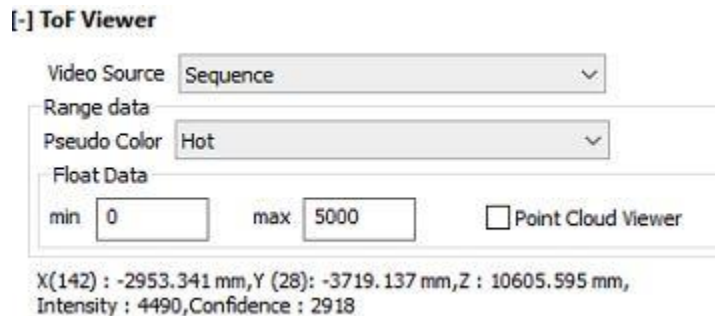 [-] ToF Viewer
Video Source Sequence
Range data
Pseudo Color Hot
Float Data
min 0 max 5000 Point Cloud Viewer
X(142) : -2953.341 mm,Y (28): -3719.137 mm,Z : 10605.595 mm,
Intensity : 4490,Confidence : 2918